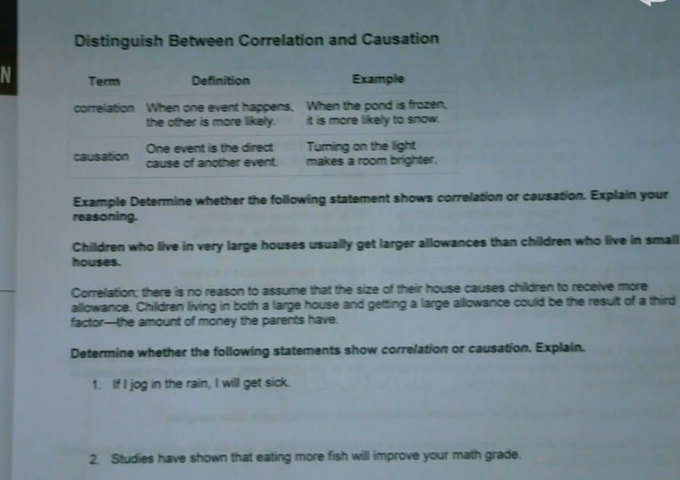 N
Distinguish Between Correlation and Causation
Term Definition Example
correlation When one event happens, When the pond is frozen,
the other is more likely. it is more likely to snow.
causation One event is the direct Turning on the light
cause of another event. makes a room brighter.
Example Determine whether the following statement shows correlation or causation. Explain your
reasoning.
Children who live in very large houses usually get larger allowances than children who live in small
houses.
Correlation; there is no reason to assume that the size of their house causes children to receive more
allowance. Children living in both a large house and getting a large allowance could be the result of a third
factor—the amount of money the parents have.
Determine whether the following statements show correlation or causation. Explain.
1. If I jog in the rain, I will get sick.
2. Studies have shown that eating more fish will improve your math grade.